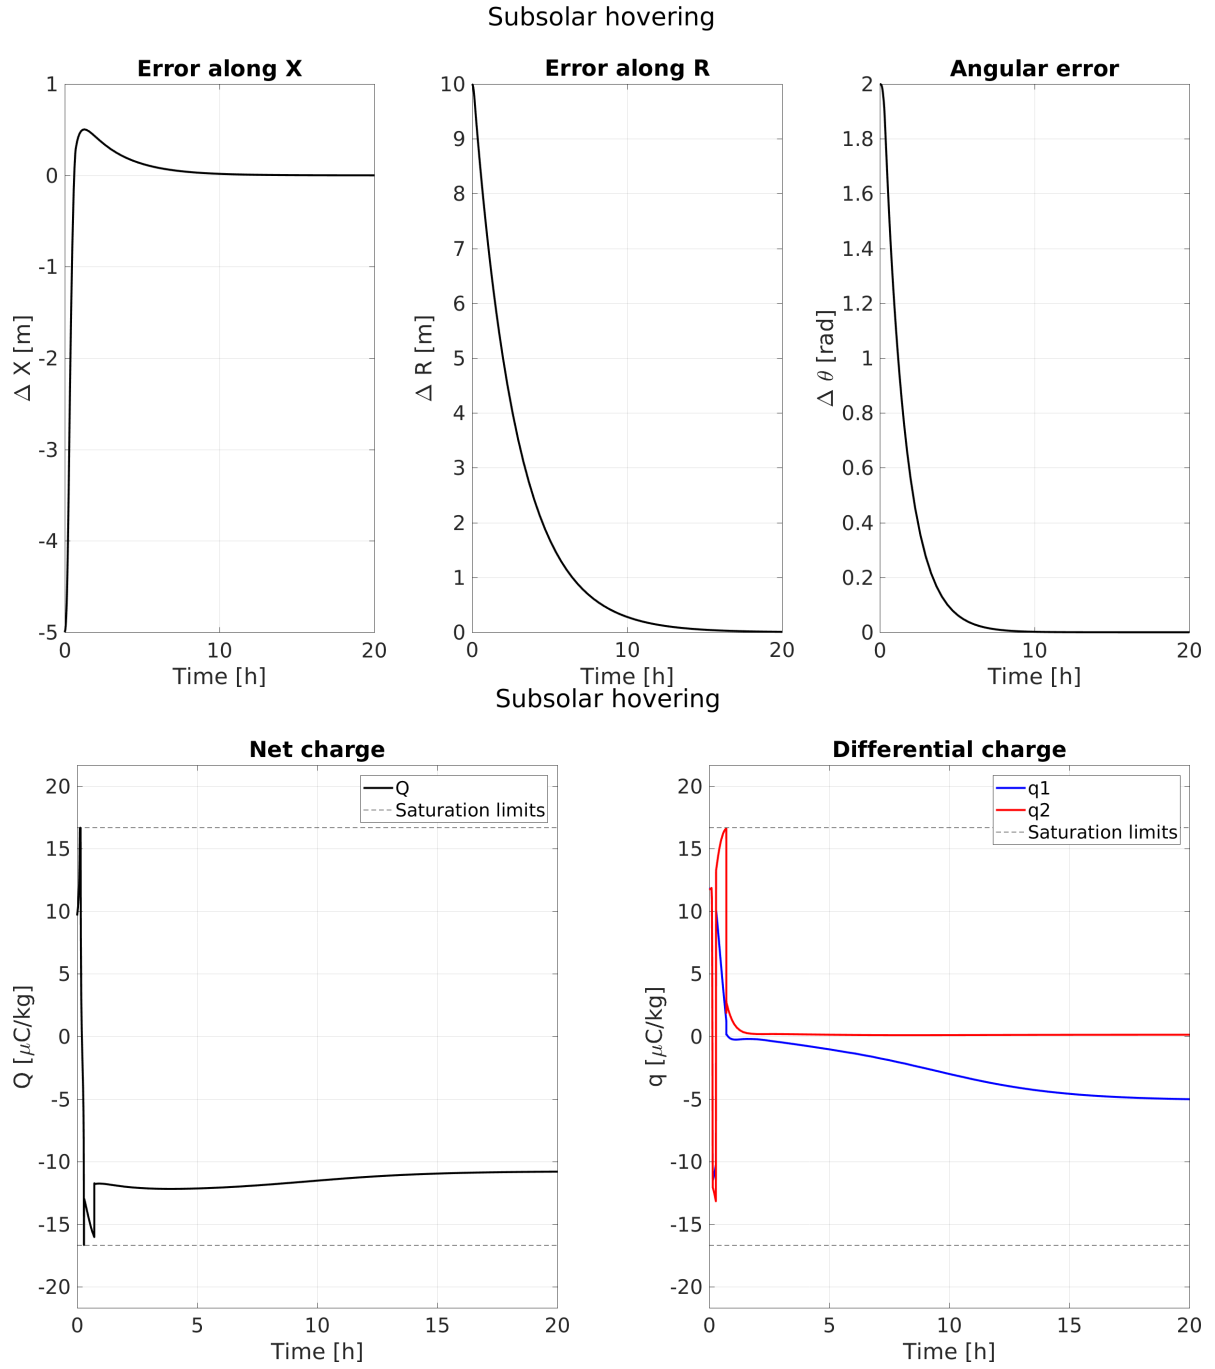 Subsolar hovering
Error along X
Error along R
Angular error
1
0
-1
-2
-3
-4
-5
Δ X [m]
0 10 20
Time [h]
10
9
8
7
6
5
4
3
2
1
0
Δ R [m]
0 10 20
Time [h]
2
1.8
1.6
1.4
1.2
1
0.8
0.6
0.4
0.2
0
Δ θ [rad]
0 10 20
Time [h]
Subsolar hovering
Net charge
20
15
10
5
0
-5
-10
-15
-20
Q [μC/kg]
Q
Saturation limits
0 5 10 15 20
Time [h]
Differential charge
20
15
10
5
0
-5
-10
-15
-20
q [μC/kg]
q1
q2
Saturation limits
0 5 10 15 20
Time [h]